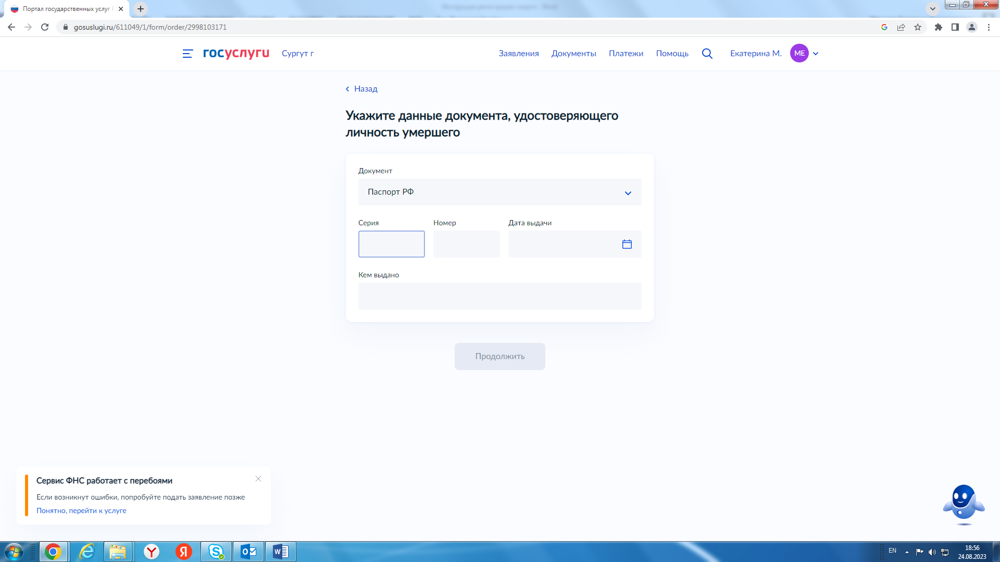 Портал государственных услуг
gosuslugi.ru/611049/1/form/order/2998103171
госуслуги
Сургут г
Заявления
Документы
Платежи
Помощь
Екатерина М.
МЕ
Назад
Укажите данные документа, удостоверяющего
личность умершего
Документ
Паспорт РФ
Серия
Номер
Дата выдачи
Кем выдано
Продолжить
Сервис ФНС работает с перебоями
Если возникнут ошибки, попробуйте подать заявление позже
Понятно, перейти к услуге
EN
18:56
24.08.2023